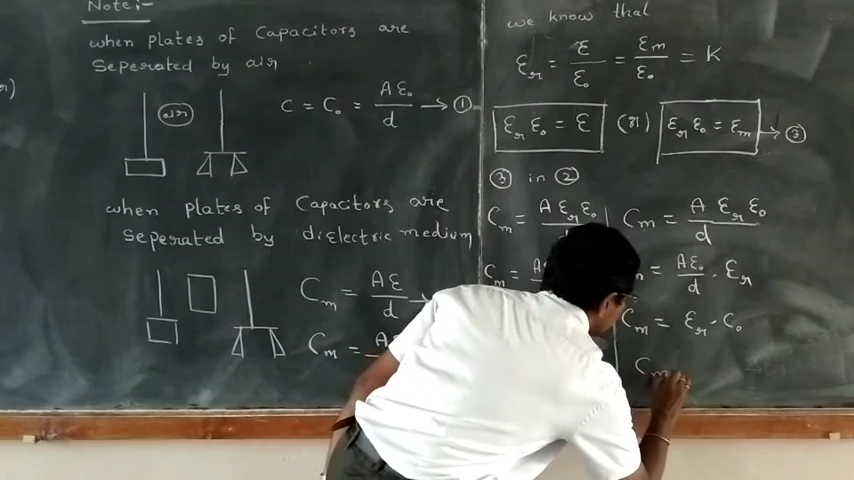 Note:-
when plates of Capacitors are
Seperated by air
air
C = C₀ = Aε₀/d → ①
when plates of Capacitors are
Seperated by dielectric medium
Cₘ = Aε/d →
Cₘ = A
we know that
εᵣ = ε/ε₀ = εₘ/ε₀ = K
εᵣ ε₀ = ε (or) εᵣ ε₀ = εₘ → ③
③ in ②
Cₘ = A εᵣ ε₀
Cₘ = A
Cₘ = A εᵣ ε₀/d
= Aε₀/d · εᵣ
Cₘ = εᵣ · C₀
Cₘ